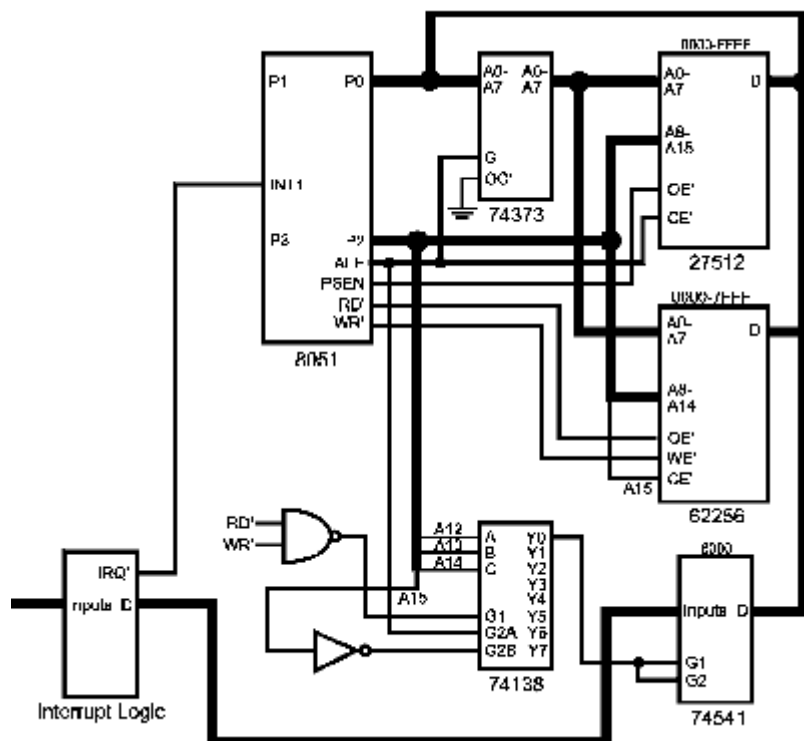 0000-FFFF
P1
P0
INT1
P3
P2
ALE
PSEN
RD'
WR'
8051
A0-
A7
A0-
A7
G
OC'
74373
A0-
A7
D
A8-
A15
OE'
CE'
27512
0000-7FFF
A0-
A7
D
A8-
A14
OE'
WE'
CE'
A15
62256
RD'
WR'
A12
A13
A14
A15
A
B
C
G1
G2A
G2B
Y0
Y1
Y2
Y3
Y4
Y5
Y6
Y7
74138
IRQ'
Inputs D
Interrupt Logic
Inputs D
G1
G2
74541